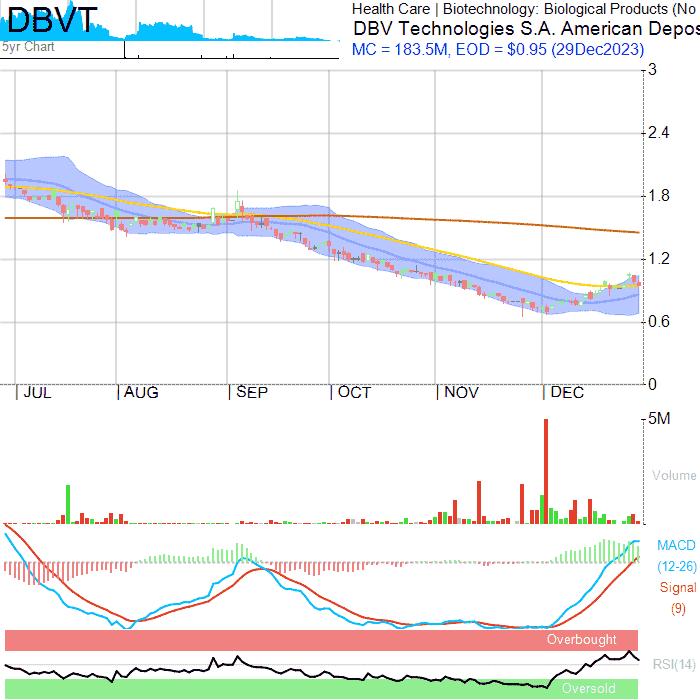 DBVT
5yr Chart
Health Care | Biotechnology: Biological Products (No
DBV Technologies S.A. American Depos
MC = 183.5M, EOD = $0.95 (29Dec2023)
3
2.4
1.8
1.2
0.6
0
JUL AUG SEP OCT NOV DEC
5M
Volume
MACD
(12-26)
Signal
(9)
Overbought
RSI(14)
Oversold